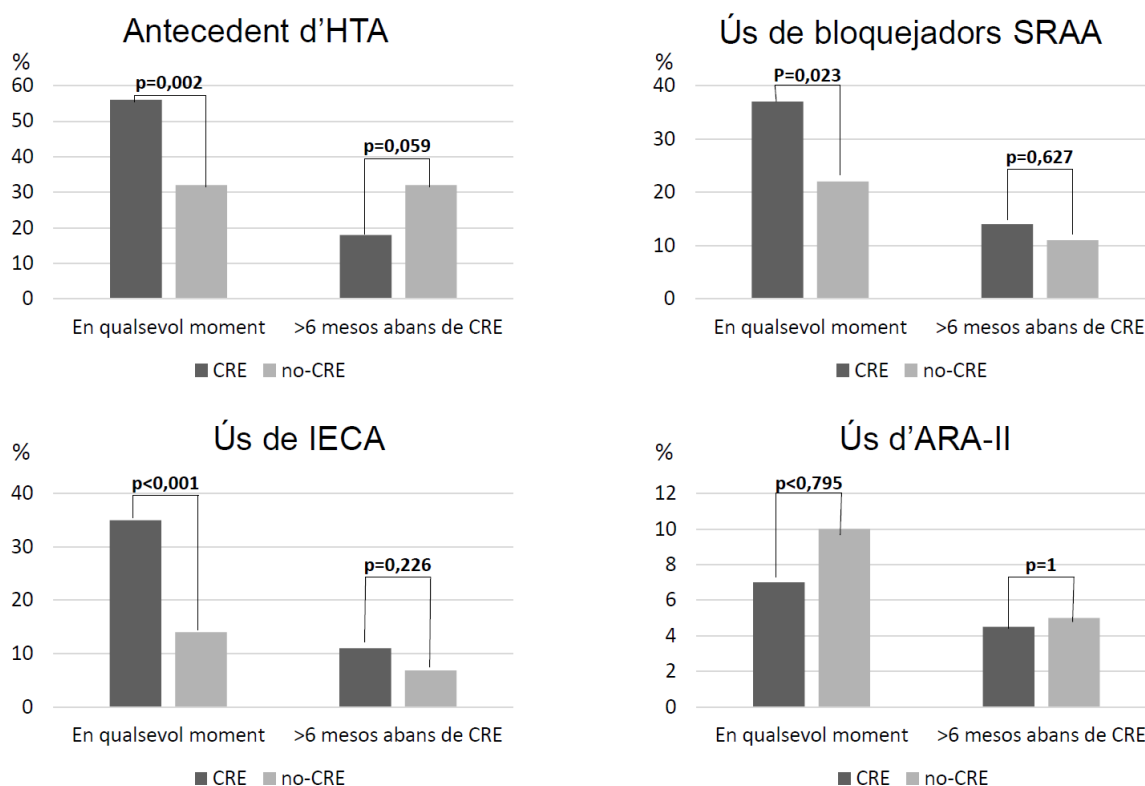 Antecedent d’HTA
%
p=0,002
p=0,059
60
50
40
30
20
10
0
En qualsevol moment >6 mesos abans de CRE
CRE no-CRE
Ús de bloquejadors SRAA
%
P=0,023
p=0,627
40
30
20
10
0
En qualsevol moment >6 mesos abans de CRE
CRE no-CRE
Ús de IECA
%
p<0,001
p=0,226
40
30
20
10
0
En qualsevol moment >6 mesos abans de CRE
CRE no-CRE
Ús d’ARA-II
%
p<0,795
p=1
12
10
8
6
4
2
0
En qualsevol moment >6 mesos abans de CRE
CRE no-CRE